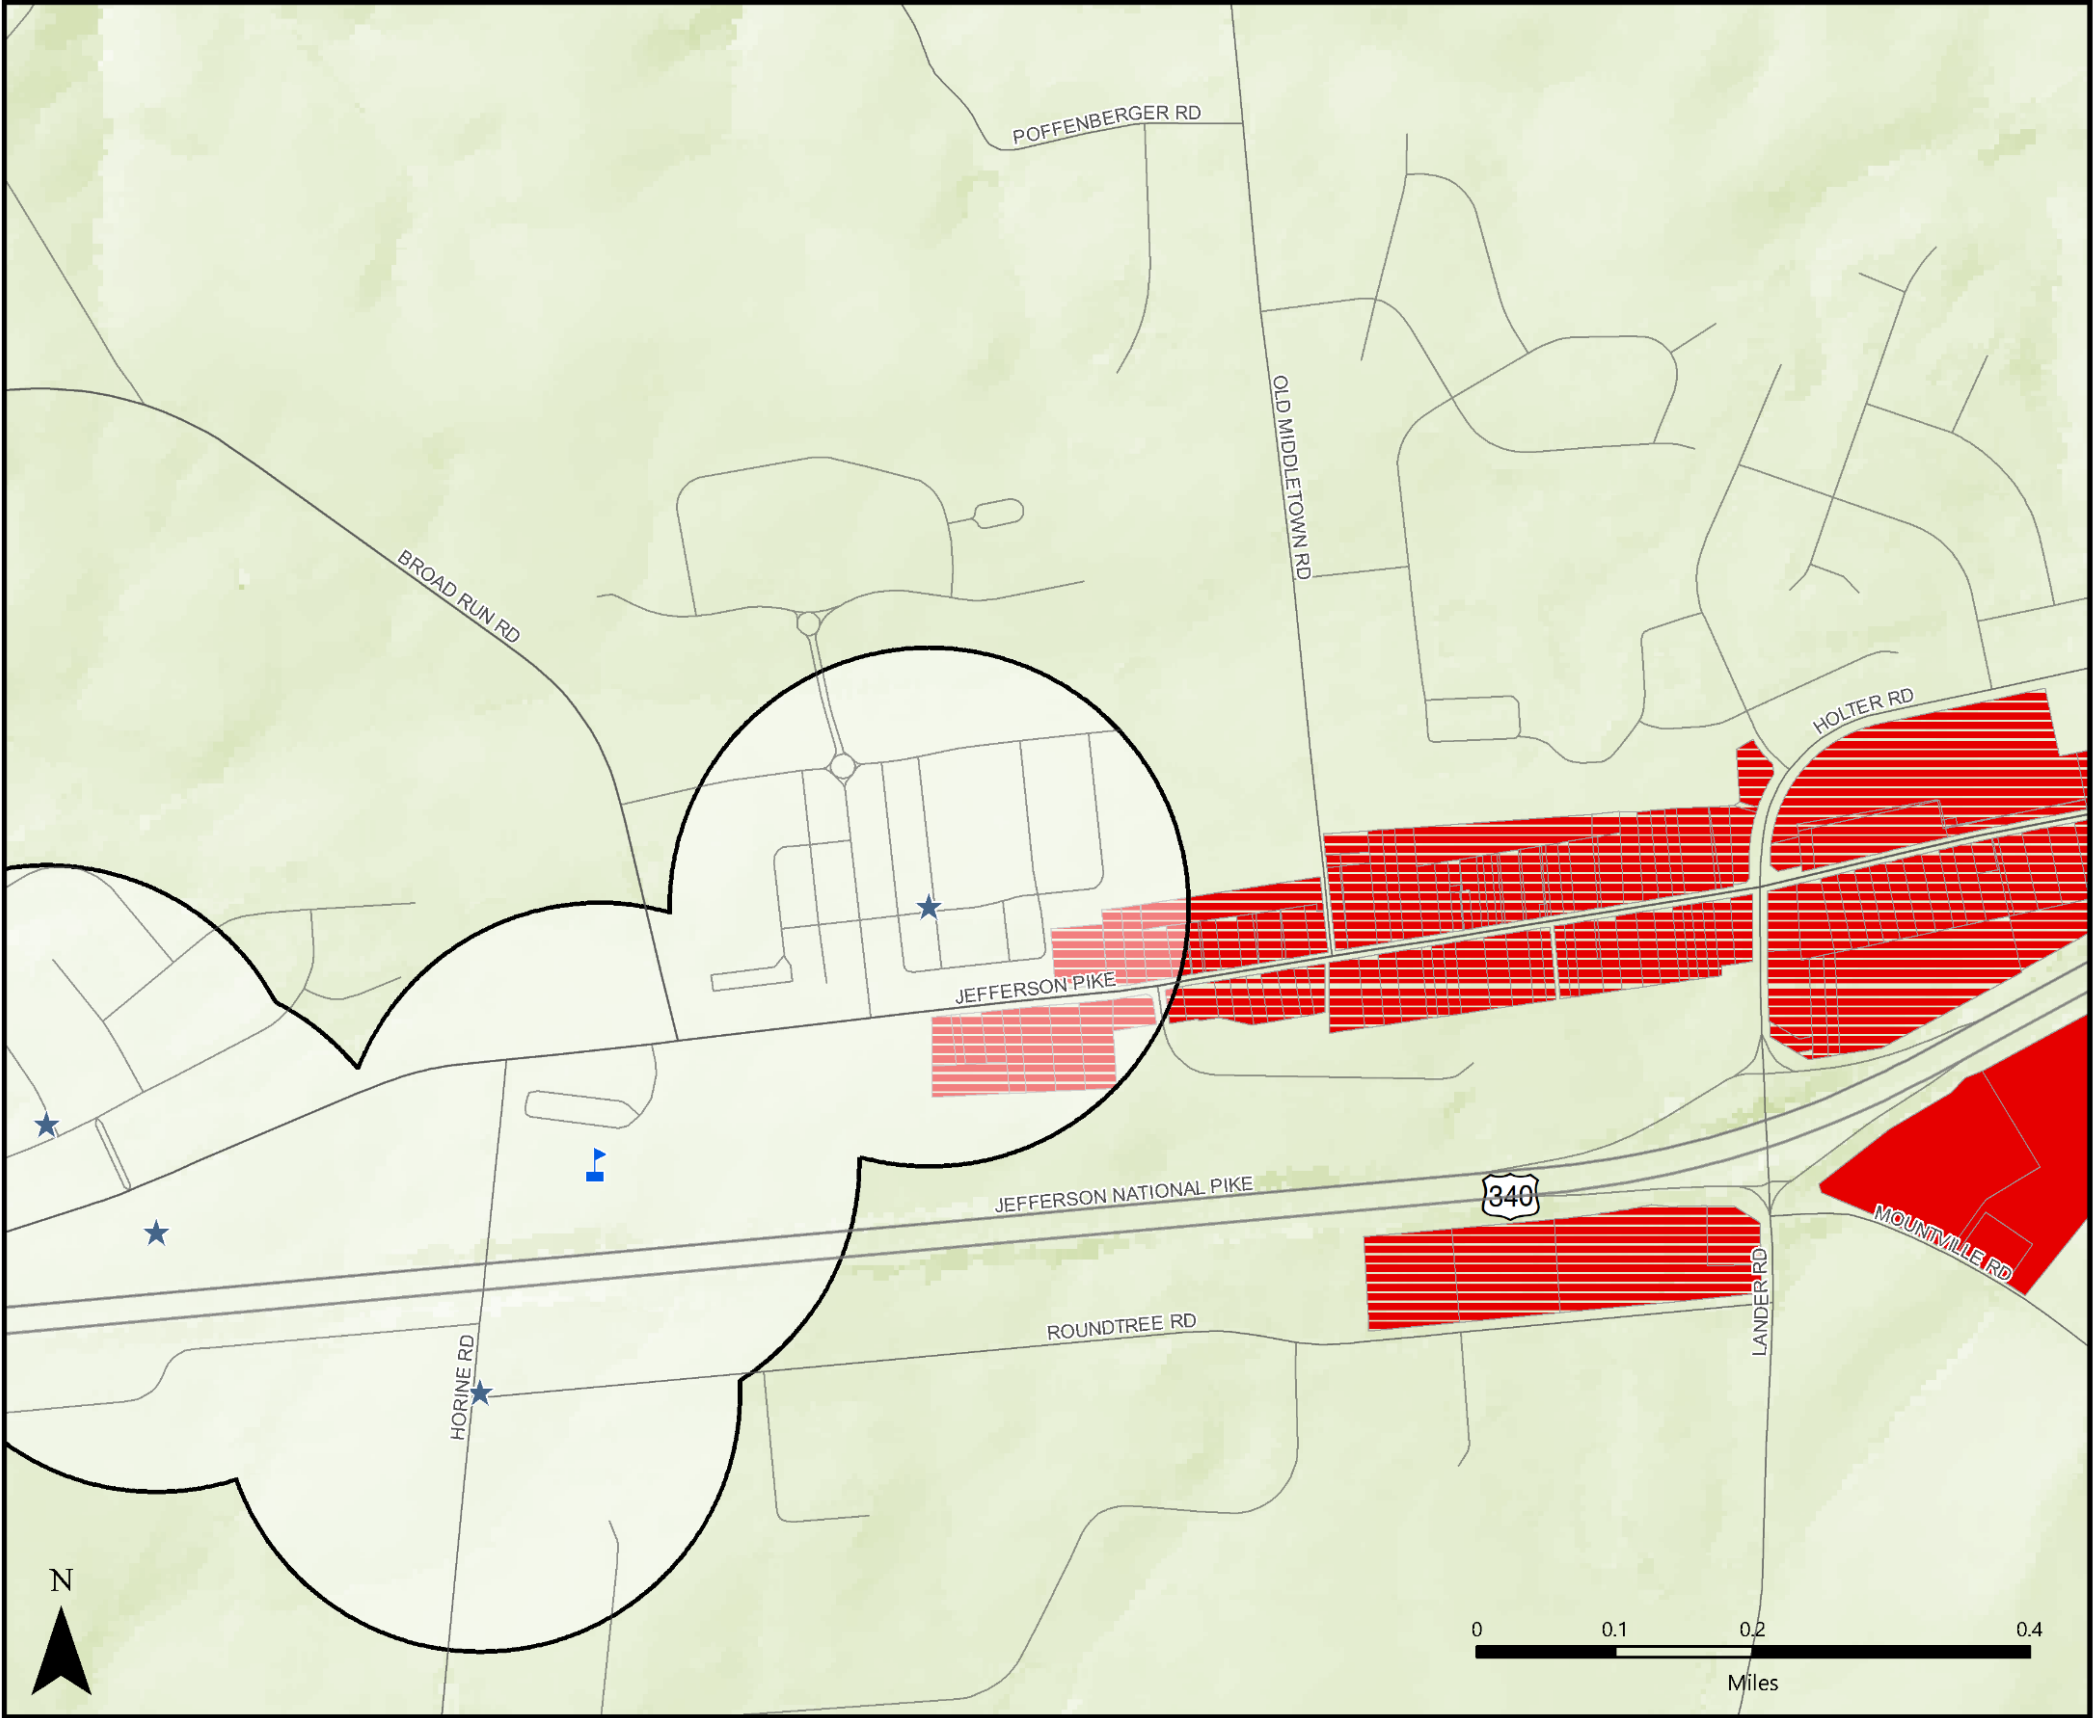 POFFENBERGER RD
OLD MIDDLETOWN RD
BROAD RUN RD
HOLTER RD
JEFFERSON PIKE
JEFFERSON NATIONAL PIKE
340
MOUNTVILLE RD
LANDER RD
ROUNDTREE RD
HORINE RD
N
0 0.1 0.2 0.4
Miles